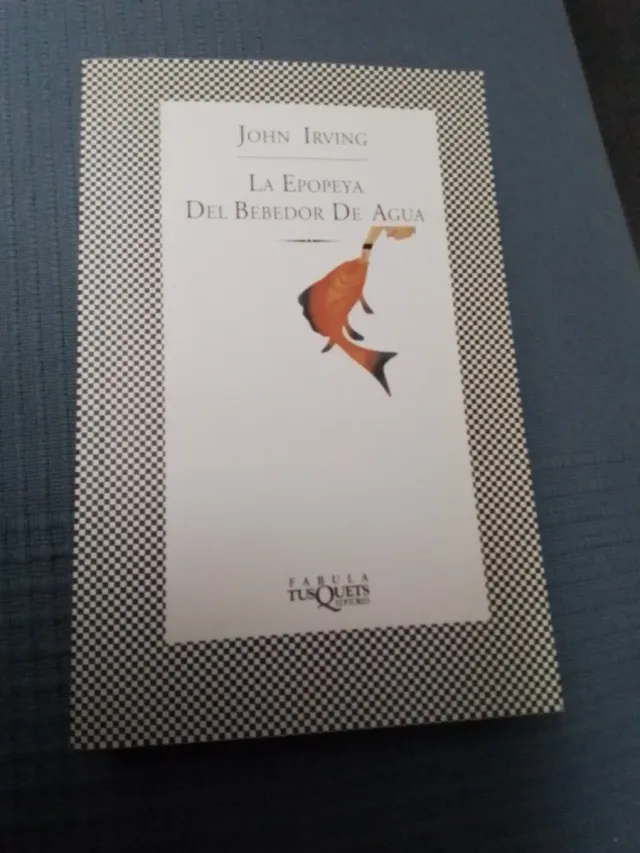 JOHN IRVING
LA EPOPEYA
DEL BEBEDOR DE AGUA
FABULA
TUSQUETS
EDITORES